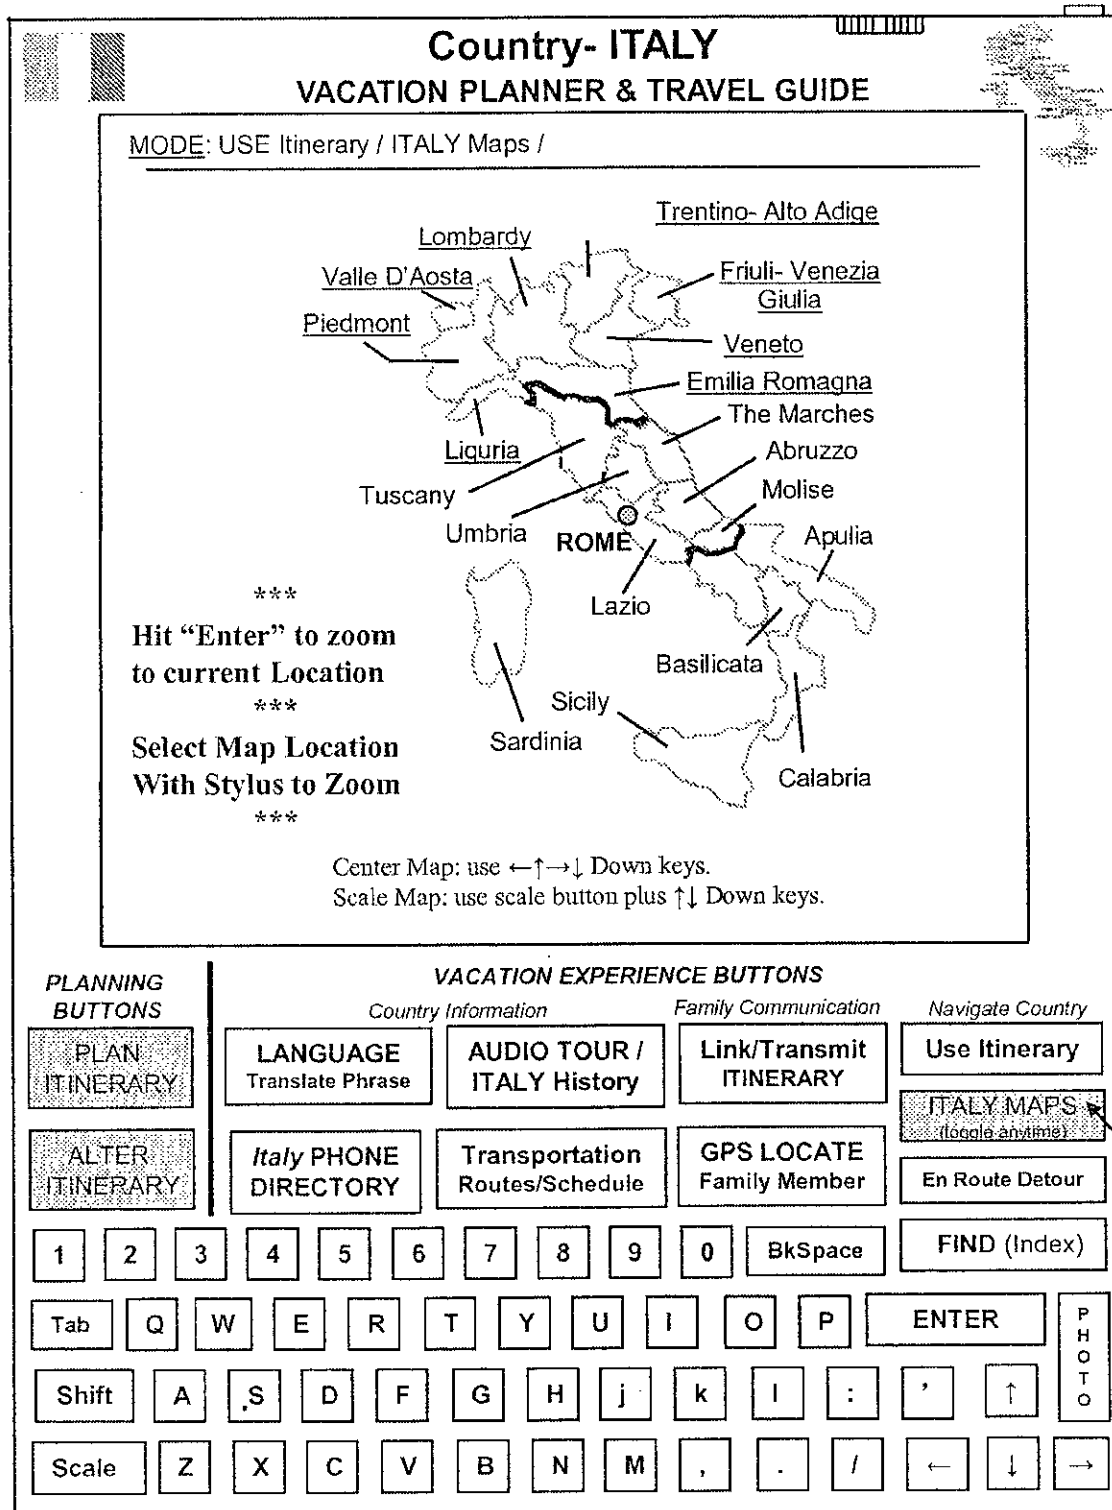 Country- ITALY
VACATION PLANNER & TRAVEL GUIDE
MODE: USE Itinerary / ITALY Maps /
Trentino- Alto Adige
Lombardy
Friuli- Venezia
Giulia
Valle D'Aosta
Piedmont
Veneto
Emilia Romagna
The Marches
Liguria
Abruzzo
Tuscany
Molise
Umbria
ROME
Apulia
Lazio
Basilicata
Sicily
Sardinia
Calabria
***
Hit “Enter” to zoom
to current Location
***
Select Map Location
With Stylus to Zoom
***
Center Map: use ←↑→↓ Down keys.
Scale Map: use scale button plus ↑↓ Down keys.
PLANNING
BUTTONS
VACATION EXPERIENCE BUTTONS
Country Information
Family Communication
Navigate Country
PLAN
ITINERARY
LANGUAGE
Translate Phrase
AUDIO TOUR /
ITALY History
Link/Transmit
ITINERARY
Use Itinerary
ITALY MAPS
(toggle anytime)
ALTER
ITINERARY
Italy PHONE
DIRECTORY
Transportation
Routes/Schedule
GPS LOCATE
Family Member
En Route Detour
FIND (Index)
1 2 3 4 5 6 7 8 9 0 BkSpace
Tab Q W E R T Y U I O P ENTER
PHOTO
Shift A S D F G H j k l : ’ ↑
Scale Z X C V B N M , . / ← ↓ →